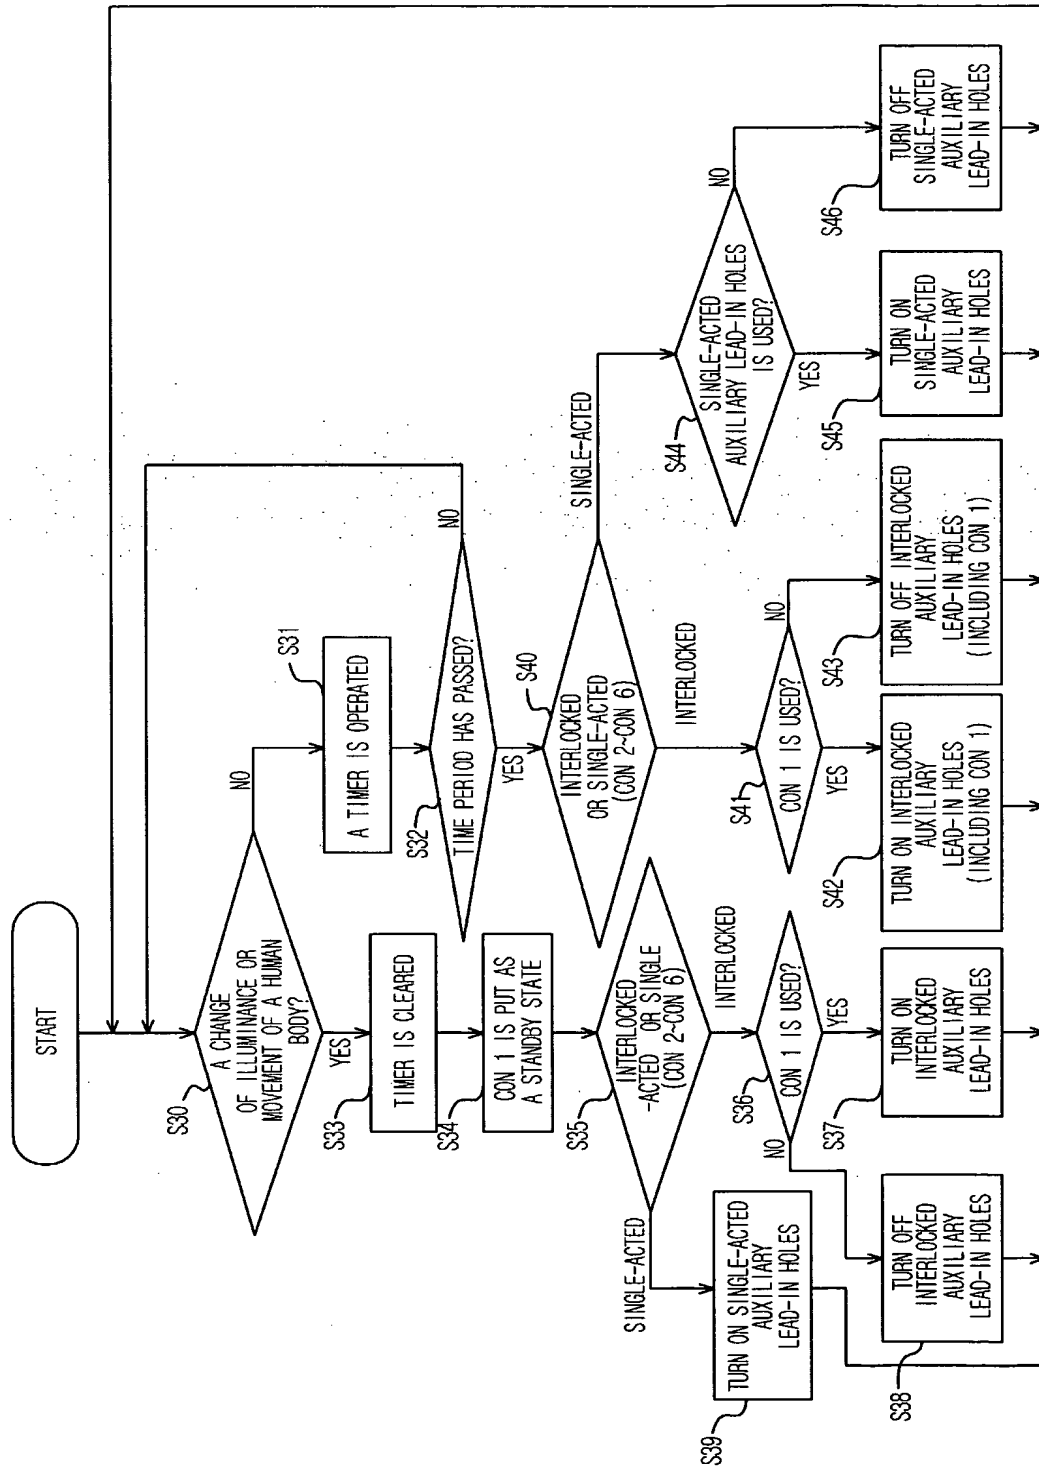 START
A CHANGE
OF ILLUMINANCE OR
MOVEMENT OF A HUMAN
BODY?
S30
NO
YES
A TIMER IS OPERATED
S31
TIME PERIOD HAS PASSED?
S32
NO
YES
TIMER IS CLEARED
S33
CON 1 IS PUT AS
A STANDBY STATE
S34
INTERLOCKED
-ACTED OR SINGLE
(CON 2~CON 6)
S35
SINGLE-ACTED
INTERLOCKED
CON 1 IS USED?
S36
NO
YES
TURN ON
INTERLOCKED
AUXILIARY
LEAD-IN HOLES
S37
TURN OFF
INTERLOCKED
AUXILIARY
LEAD-IN HOLES
S38
TURN ON SINGLE-ACTED
AUXILIARY
LEAD-IN HOLES
S39
INTERLOCKED
OR SINGLE-ACTED
(CON 2~CON 6)
S40
SINGLE-ACTED
INTERLOCKED
CON 1 IS USED?
S41
NO
YES
TURN ON INTERLOCKED
AUXILIARY
LEAD-IN HOLES
(INCLUDING CON 1)
S42
TURN OFF INTERLOCKED
AUXILIARY
LEAD-IN HOLES
(INCLUDING CON 1)
S43
SINGLE-ACTED
AUXILIARY LEAD-IN HOLES
IS USED?
S44
NO
YES
TURN ON
SINGLE-ACTED
AUXILIARY
LEAD-IN HOLES
S45
TURN OFF
SINGLE-ACTED
AUXILIARY
LEAD-IN HOLES
S46